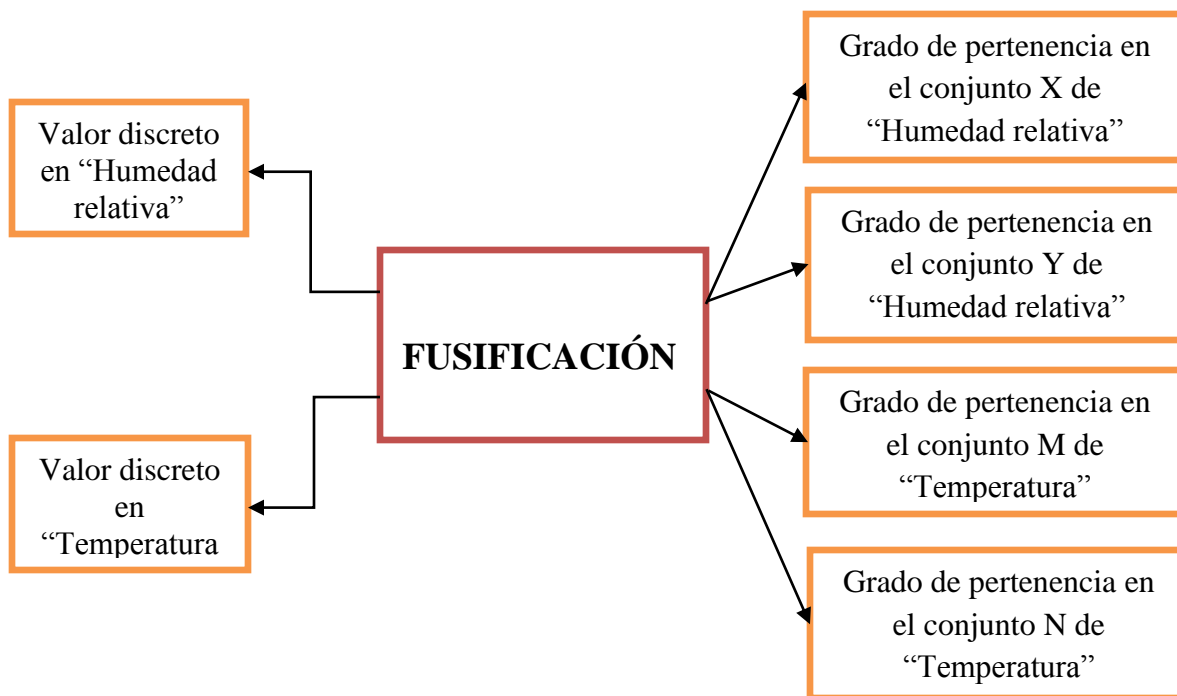 Valor discreto
en “Humedad
relativa”
Valor discreto
en
“Temperatura
FUSIFICACIÓN
Grado de pertenencia en
el conjunto X de
“Humedad relativa”
Grado de pertenencia en
el conjunto Y de
“Humedad relativa”
Grado de pertenencia en
el conjunto M de
“Temperatura”
Grado de pertenencia en
el conjunto N de
“Temperatura”